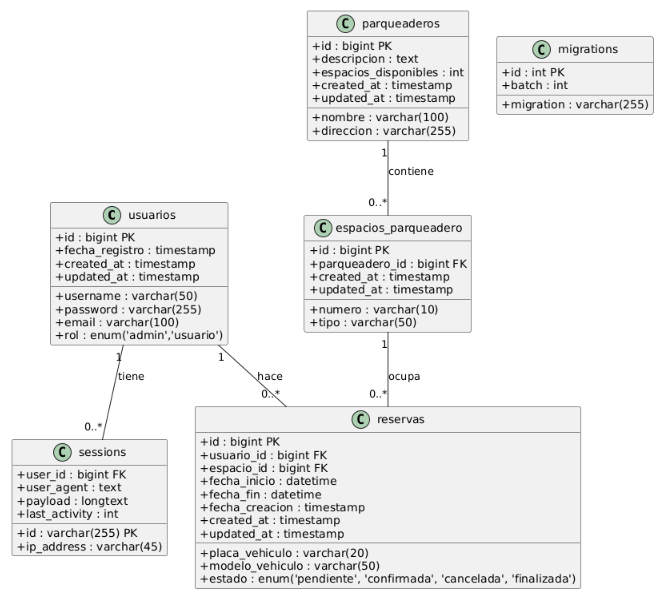 C parqueaderos
+id : bigint PK
+descripcion : text
+espacios_disponibles : int
+created_at : timestamp
+updated_at : timestamp
+nombre : varchar(100)
+direccion : varchar(255)
C migrations
+id : int PK
+batch : int
+migration : varchar(255)
1
contiene
0..*
C usuarios
+id : bigint PK
+fecha_registro : timestamp
+created_at : timestamp
+updated_at : timestamp
+username : varchar(50)
+password : varchar(255)
+email : varchar(100)
+rol : enum('admin','usuario')
C espacios_parqueadero
+id : bigint PK
+parqueadero_id : bigint FK
+created_at : timestamp
+updated_at : timestamp
+numero : varchar(10)
+tipo : varchar(50)
1
tiene
0..*
1
hace
0..*
1
ocupa
0..*
C sessions
+user_id : bigint FK
+user_agent : text
+payload : longtext
+last_activity : int
+id : varchar(255) PK
+ip_address : varchar(45)
C reservas
+id : bigint PK
+usuario_id : bigint FK
+espacio_id : bigint FK
+fecha_inicio : datetime
+fecha_fin : datetime
+fecha_creacion : timestamp
+created_at : timestamp
+updated_at : timestamp
+placa_vehiculo : varchar(20)
+modelo_vehiculo : varchar(50)
+estado : enum('pendiente', 'confirmada', 'cancelada', 'finalizada')